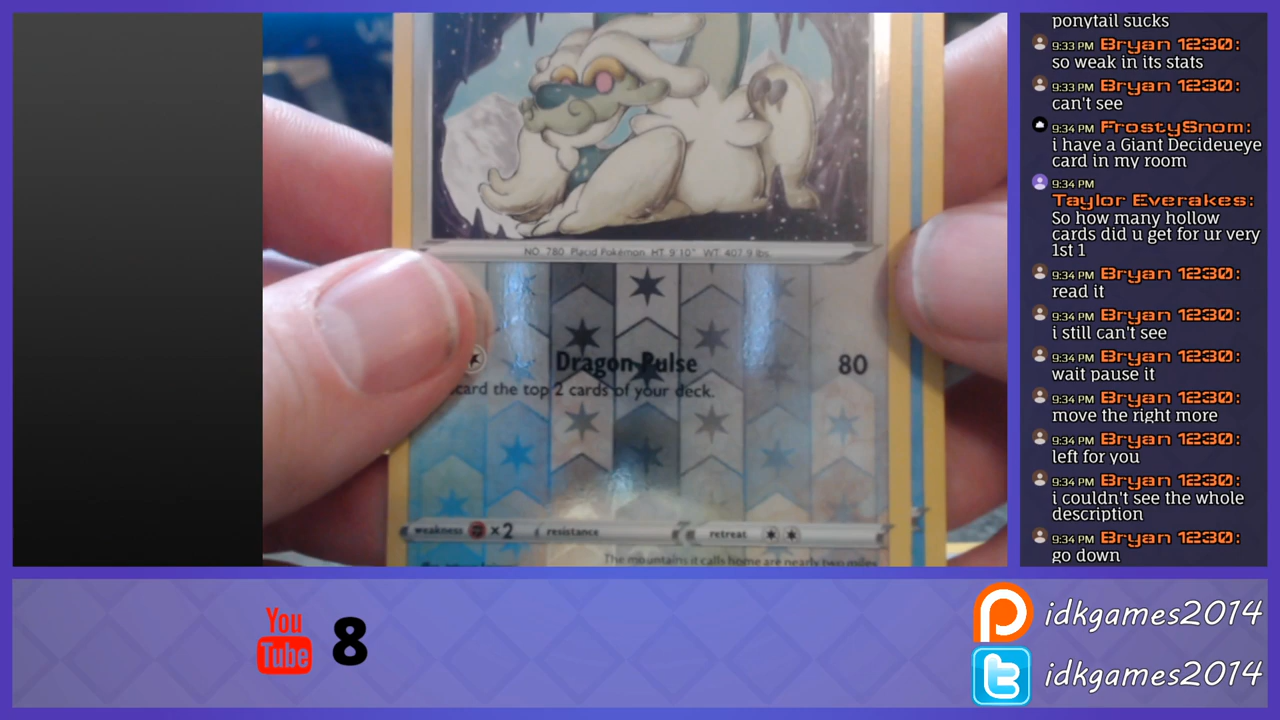 NO. 780 Placid Pokémon HT 9'10" WT 407.9 lbs.
Dragon Pulse 80
card the top 2 cards of your deck.
weakness ×2 resistance retreat
The mountains it calls home are nearly two miles
ponytail sucks
9:33 PM Bryan 1230:
so weak in its stats
9:33 PM Bryan 1230:
can't see
9:34 PM FrostySnom:
i have a Giant Decidueye
card in my room
9:34 PM
Taylor Everakes:
So how many hollow
cards did u get for ur very
1st 1
9:34 PM Bryan 1230:
read it
9:34 PM Bryan 1230:
i still can't see
9:34 PM Bryan 1230:
wait pause it
9:34 PM Bryan 1230:
move the right more
9:34 PM Bryan 1230:
left for you
9:34 PM Bryan 1230:
i couldn't see the whole
description
9:34 PM Bryan 1230:
go down
You
Tube 8
idkgames2014
idkgames2014